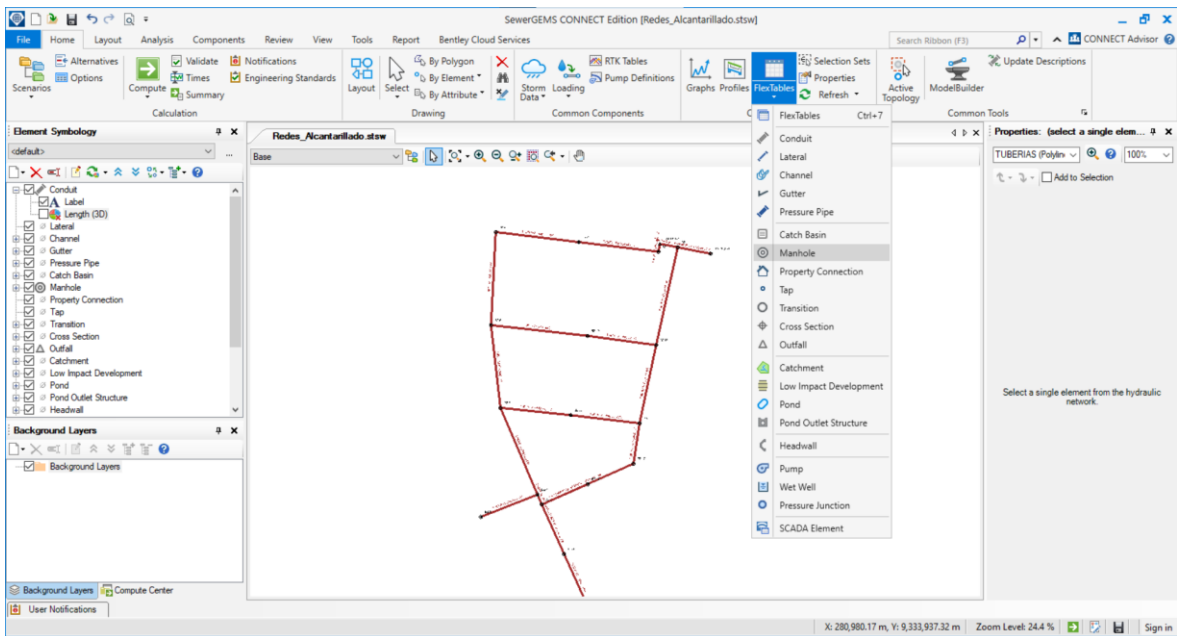 SewerGEMS CONNECT Edition [Redes_Alcantarillado.stsw]
File Home Layout Analysis Components Review View Tools Report Bentley Cloud Services
Search Ribbon (F3)
CONNECT Advisor
Scenarios
Alternatives
Options
Compute
Validate
Times
Summary
Notifications
Engineering Standards
Calculation
Layout
Select
By Polygon
By Element
By Attribute
Drawing
Storm Data
Loading
RTK Tables
Pump Definitions
Common Components
Graphs
Profiles
FlexTables
Selection Sets
Properties
Refresh
Active Topology
ModelBuilder
Update Descriptions
Common Tools
Element Symbology
<default>
Conduit
Label
Length (3D)
Lateral
Channel
Gutter
Pressure Pipe
Catch Basin
Manhole
Property Connection
Tap
Transition
Cross Section
Outfall
Catchment
Low Impact Development
Pond
Pond Outlet Structure
Headwall
Background Layers
Background Layers
Background Layers
Compute Center
User Notifications
Redes_Alcantarillado.stsw
Base
FlexTables Ctrl+7
Conduit
Lateral
Channel
Gutter
Pressure Pipe
Catch Basin
Manhole
Property Connection
Tap
Transition
Cross Section
Outfall
Catchment
Low Impact Development
Pond
Pond Outlet Structure
Headwall
Pump
Wet Well
Pressure Junction
SCADA Element
Properties: (select a single elem...
TUBERIAS (Polylin
100%
Add to Selection
Select a single element from the hydraulic
network.
X: 280,980.17 m, Y: 9,333,937.32 m Zoom Level: 24.4 % Sign in